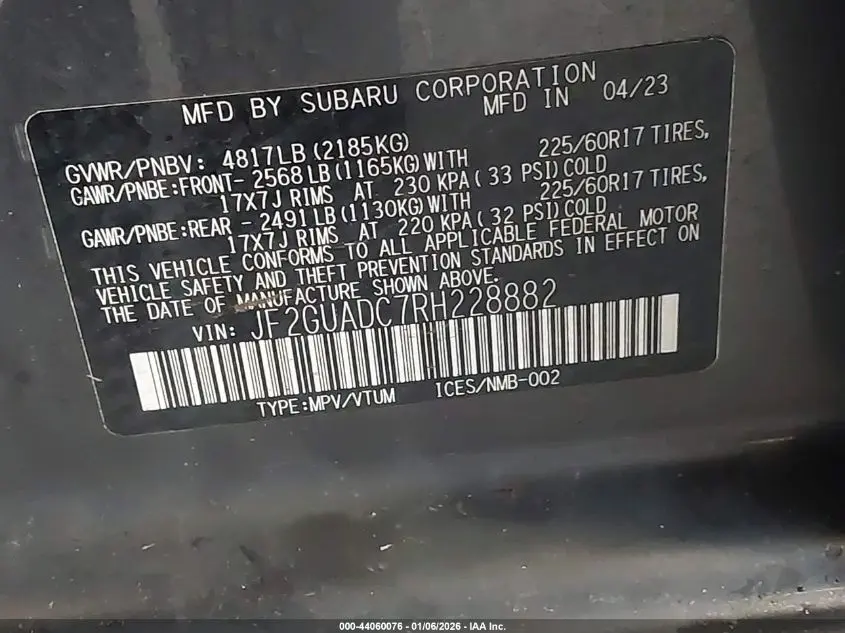 MFD BY SUBARU CORPORATION
MFD IN 04/23
GVWR/PNBV: 4817LB (2185KG)
GAWR/PNBE:FRONT- 2568 LB (1165KG) WITH 225/60R17 TIRES,
17X7J RIMS AT 230 KPA ( 33 PSI) COLD
GAWR/PNBE:REAR - 2491 LB (1130KG) WITH 225/60R17 TIRES,
17X7J RIMS AT 220 KPA ( 32 PSI) COLD
THIS VEHICLE CONFORMS TO ALL APPLICABLE FEDERAL MOTOR
VEHICLE SAFETY AND THEFT PREVENTION STANDARDS IN EFFECT ON
THE DATE OF MANUFACTURE SHOWN ABOVE.
VIN: JF2GUADC7RH228882
TYPE:MPV/VTUM ICES/NMB-002
000-44060076 - 01/06/2026 - IAA Inc.